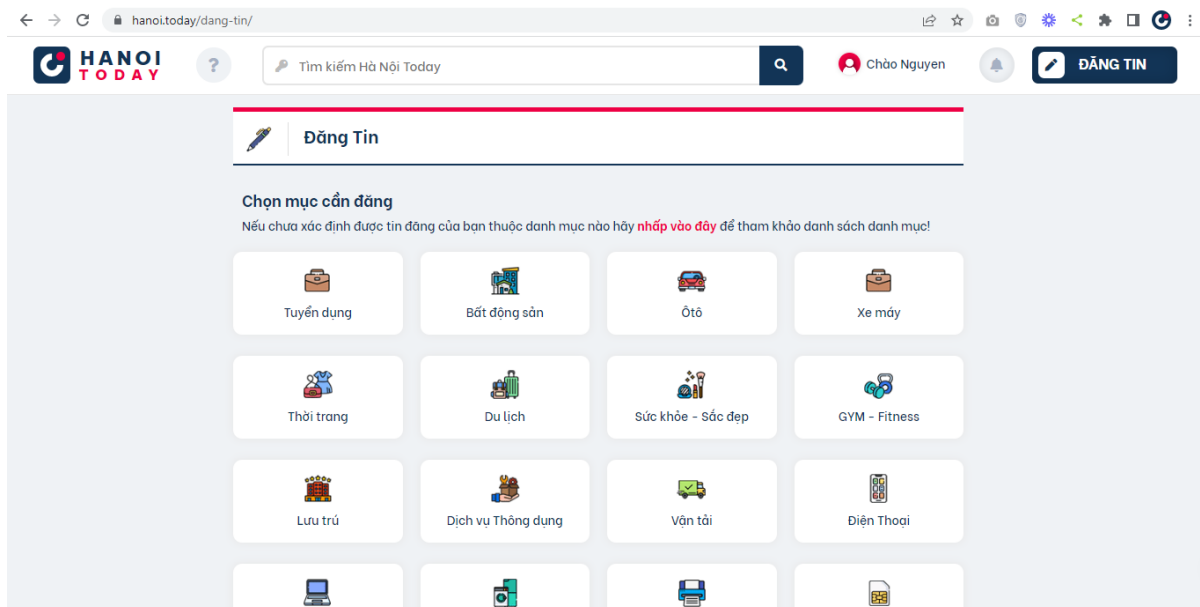 hanoi.today/dang-tin/
HANOI
TODAY
?
Tìm kiếm Hà Nội Today
Chào Nguyen
ĐĂNG TIN
Đăng Tin
Chọn mục cần đăng
Nếu chưa xác định được tin đăng của bạn thuộc danh mục nào hãy nhấp vào đây để tham khảo danh sách danh mục!
Tuyển dụng
Bất động sản
Ôtô
Xe máy
Thời trang
Du lịch
Sức khỏe - Sắc đẹp
GYM - Fitness
Lưu trú
Dịch vụ Thông dụng
Vận tải
Điện Thoại